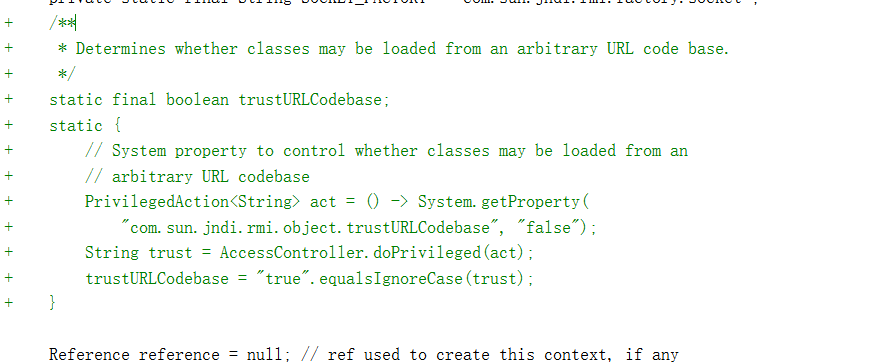 private static final String SOCKET_FACTORY = "com.sun.jndi.rmi.factory.socket";
+    /**
+     * Determines whether classes may be loaded from an arbitrary URL code base.
+     */
+    static final boolean trustURLCodebase;
+    static {
+        // System property to control whether classes may be loaded from an
+        // arbitrary URL codebase
+        PrivilegedAction<String> act = () -> System.getProperty(
+            "com.sun.jndi.rmi.object.trustURLCodebase", "false");
+        String trust = AccessController.doPrivileged(act);
+        trustURLCodebase = "true".equalsIgnoreCase(trust);
+    }
Reference reference = null; // ref used to create this context, if any